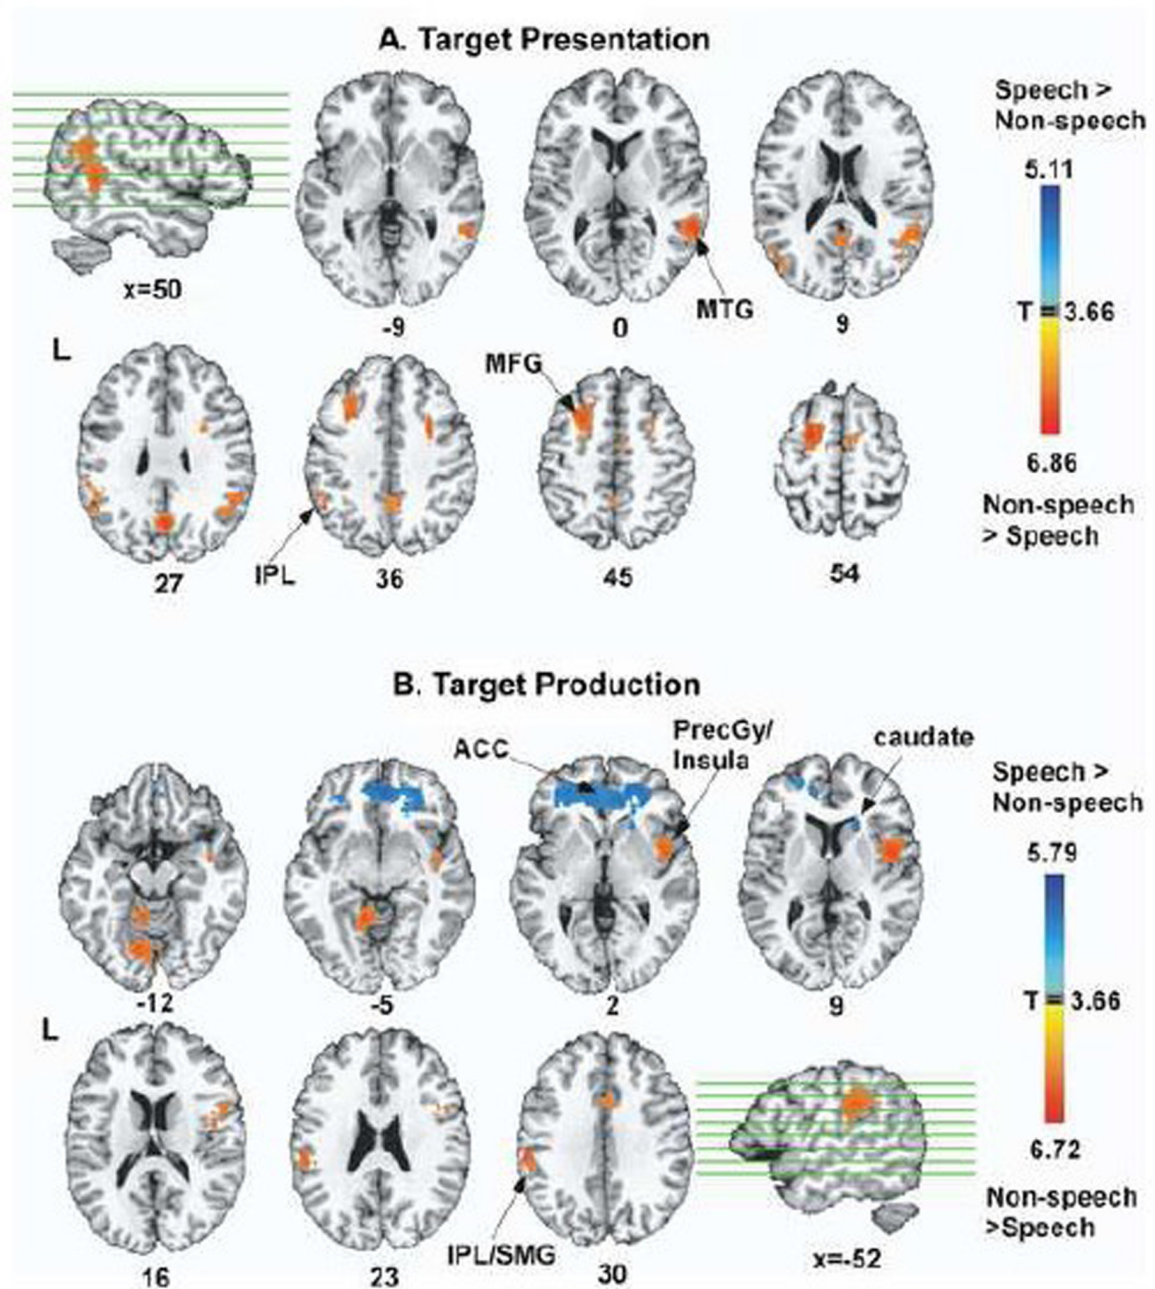 A. Target Presentation
Speech >
Non-speech
5.11
T 3.66
6.86
Non-speech
> Speech
x=50
-9
0
9
MTG
L
MFG
IPL
27
36
45
54
B. Target Production
ACC
PrecGy/
Insula
caudate
Speech >
Non-speech
5.79
T 3.66
6.72
Non-speech
>Speech
-12
-5
2
9
L
IPL/SMG
16
23
30
x=-52